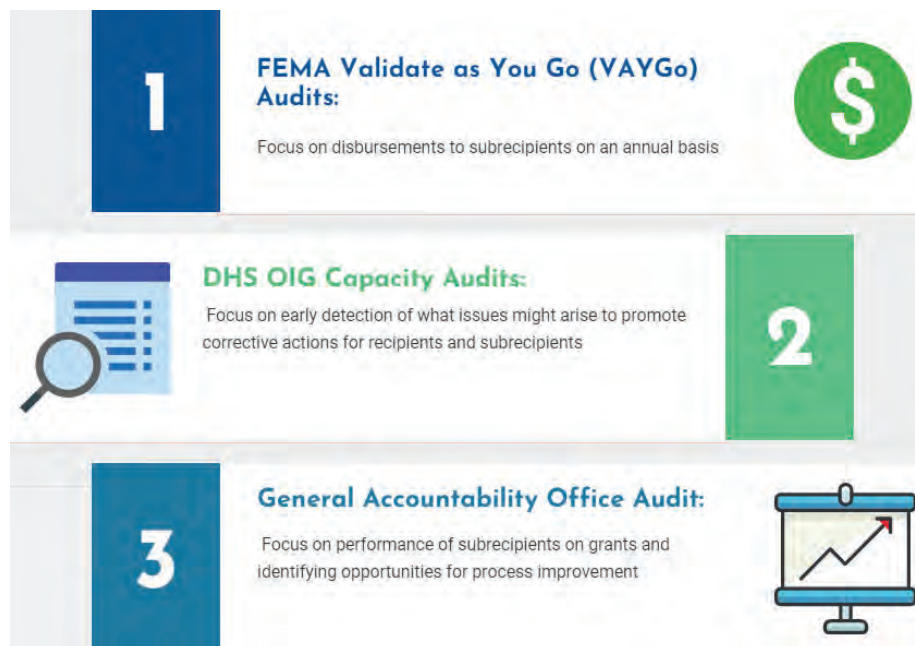 1
FEMA Validate as You Go (VAYGo)
Audits:
Focus on disbursements to subrecipients on an annual basis
$
DHS OIG Capacity Audits:
Focus on early detection of what issues might arise to promote
corrective actions for recipients and subrecipients
2
3
General Accountability Office Audit:
Focus on performance of subrecipients on grants and
identifying opportunities for process improvement